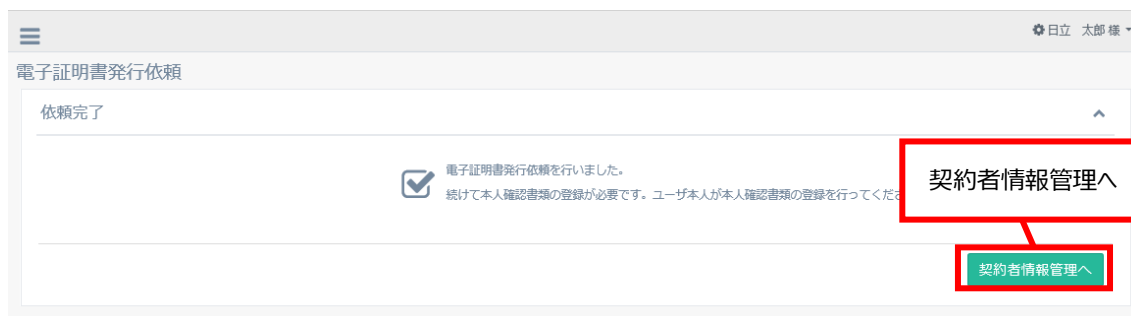 日立 太郎 様
電子証明書発行依頼
依頼完了
電子証明書発行依頼を行いました。
続けて本人確認書類の登録が必要です。ユーザ本人が本人確認書類の登録を行ってくださ
契約者情報管理へ
契約者情報管理へ